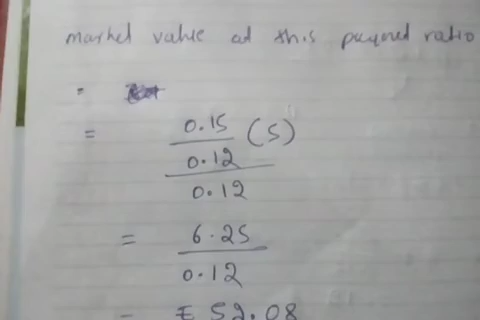 market value at this payout ratio
=
= 0.15 (5)
0.12
0.12
= 6.25
0.12
= ₹ 52.08